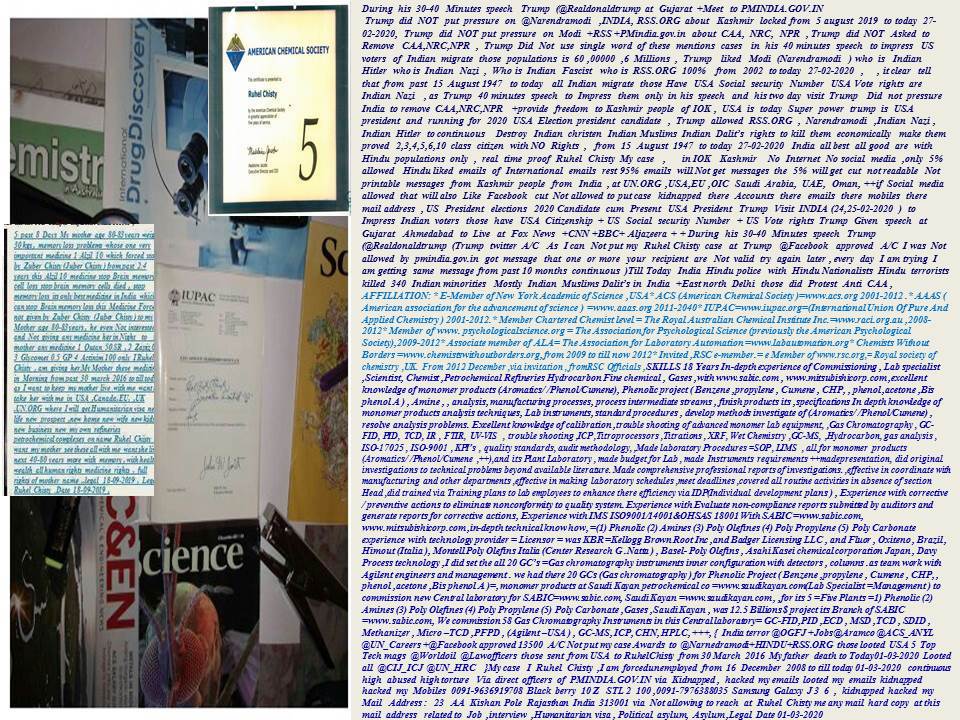 During his 30-40 Minutes speech Trump (@Realdonaldtrump at Gujarat +Meet to PMINDIA.GOV.IN
Trump did NOT put pressure on @Narendramodi ,INDIA, RSS.ORG about Kashmir locked from 5 august 2019 to today 27-
02-2020, Trump did NOT put pressure on Modi +RSS +PMindia.gov.in about CAA, NRC, NPR , Trump did NOT Asked to
Remove CAA,NRC,NPR , Trump Did Not use single word of these mentions cases in his 40 minutes speech to impress US
voters of Indian migrate those populations is 60 ,00000 ,6 Millions , Trump liked Modi (Narendramodi ) who is Indian
Hitler who is Indian Nazi , Who is Indian Fascist who is RSS.ORG 100% from 2002 to today 27-02-2020 , , it clear tell
that from past 15 August 1947 to today all Indian migrate those Have USA Social security Number USA Vote rights are
Indian Nazi , as Trump 40 minutes speech to Impress them only in his speech and his two day visit Trump Did not pressure
India to remove CAA,NRC,NPR +provide freedom to Kashmir people of IOK , USA is today Super power trump is USA
president and running for 2020 USA Election president candidate , Trump allowed RSS.ORG , Narendramodi ,Indian Nazi ,
Indian Hitler to continuous Destroy Indian christen Indian Muslims Indian Dalit's rights to kill them economically make them
proved 2,3,4,5,6,10 class citizen with NO Rights , from 15 August 1947 to today 27-02-2020 India all best all good are with
Hindu populations only , real time proof Ruhel Chisty My case , in IOK Kashmir No Internet No social media ,only 5%
allowed Hindu liked emails of International emails rest 95% emails will Not get messages the 5% will get cut not readable Not
printable messages from Kashmir people from India , at UN.ORG ,USA,EU ,OIC Saudi Arabia, UAE, Oman, ++if Social media
allowed that will also Like Facebook cut Not allowed to put case kidnapped there Accounts there emails there mobiles there
mail address , US President elections 2020 Candidate cum Present USA President Trump Visit INDIA (24,25-02-2020 ) to
Impress Indian voters those have USA Citizenship + US Social security Number + US Vote rights Trump Given speech at
Gujarat Ahmedabad to Live at Fox News +CNN +BBC+ Aljazeera + + During his 30-40 Minutes speech Trump
(@Realdonaldtrump (Trump twitter A/C As I can Not put my Ruhel Chisty case at Trump @Facebook approved A/C I was Not
allowed by pmindia.gov.in got message that one or more your recipient are Not valid try again later , every day I am trying I
am getting same message from past 10 months continuous )Till Today India Hindu police with Hindu Nationalists Hindu terrorists
killed 340 Indian minorities Mostly Indian Muslims Dalit's in India +East north Delhi those did Protest Anti CAA ,
AFFILIATION: * E-Member of New York Academic of Science ,USA* ACS (American Chemical Society )=www.acs.org 2001-2012 . * AAAS (
American association for the advancement of science ) =www.aaas.org 2011-2040* IUPAC=www.iupac.org=(International Union Of Pure And
Applied Chemistry ) 2001-2012.* Member Chartered Chemist level = The Royal Australian Chemical Institute Inc. =www.raci.org.au ,2008-
2012* Member of www. psychologicalscience.org = The Association for Psychological Science (previously the American Psychological
Society),2009-2012* Associate member of ALA= The Association for Laboratory Automation =www.labautomation.org* Chemists Without
Borders =www.chemistswithoutborders.org,from 2009 to till now 2012* Invited ,RSC e-member. = e Member of www.rsc.org,= Royal society of
chemistry ,UK From 2012 December ,via invitation ,fromRSC Officials ,SKILLS 18 Years In-depth experience of Commissioning , Lab specialist
,Scientist, Chemist ,Petrochemical Refineries Hydrocarbon Fine chemical , Gases ,with www.sabic.com , www.mitsubishicorp.com,excellent
knowledge of monomer products (Aromatics/ /Phenol/Cumene), Phenolic project (Benzene ,propylene , Cumene , CHP, , phenol ,acetone ,Bis
phenol A ) , Amine , , analysis, manufacturing processes, process intermediate streams , finish products its ,specifications In depth knowledge of
monomer products analysis techniques, Lab instruments, standard procedures , develop methods investigate of (Aromatics/ /Phenol/Cumene) ,
resolve analysis problems. Excellent knowledge of calibration ,trouble shooting of advanced monomer lab equipment, ,Gas Chromatography , GC-
FID, PID, TCD, IR , FTIR, UV-VIS , trouble shooting ,ICP,Titroprocessors,Titrations , XRF, Wet Chemistry ,GC-MS, ,Hydrocarbon, gas analysis ,
ISO-17025 , ISO-9001 , KPI's , quality standards, audit methodology, ,Made laboratory Procedures =SOP, LIMS , all,for monomer products
(Aromatics/ /Phenol/Cumene ,++),and its Plant Laboratory , made budget for Lab , made Instruments requirements ++madepresentation, did original
investigations to technical problems beyond available literature. Made comprehensive professional reports of investigations. ,effective in coordinate with
manufacturing and other departments ,effective in making laboratory schedules ,meet deadlines ,covered all routine activities in absence of section
Head ,did trained via Training plans to lab employees to enhance there efficiency via IDP(Individual development plans ) , Experience with corrective
/ preventive actions to eliminate nonconformity to quality system. Experience with Evaluate non-compliance reports submitted by auditors and
generate reports for corrective actions, Experience with IMS ISO9001/14001&OHSAS 18001 With SABIC =www.sabic.com,
www.mitsubishicorp.com ,in-depth technical know how, =(1) Phenolic (2) Amines (3) Poly Olefines (4) Poly Propylene (5) Poly Carbonate
experience with technology provider = Licensor = was KBR=Kellogg Brown Root Inc ,and Badger Licensing LLC , and Fluor , Oxiteno , Brazil ,
Himout (Italia ), Montell Poly Olefins Italia (Center Research G .Natta ) , Basel- Poly Olefins , Asahi Kasei chemical corporation Japan , Davy
Process technology ,I did set the all 20 GC's =Gas chromatography instruments inner configuration with detectors , columns .as team work with
Agilent engineers and management . we had there 20 GCs (Gas chromatography ) for Phenolic Project ( Benzene ,propylene , Cumene , CHP, ,
phenol ,acetone ,Bis phenol A )=, monomer products at Saudi Kayan petrochemical co =www.saudikayan.com(Lab Specialist =Management ) to
commission new Central laboratory for SABIC=www.sabic.com, Saudi Kayan =www.saudikayan.com, ,for its 5 =Five Plants =1) Phenolic (2)
Amines (3) Poly Olefines (4) Poly Propylene (5) Poly Carbonate ,Gases ,Saudi Kayan , was 12.5 Billions $ project its Branch of SABIC
=www.sabic.com, We commission 58 Gas Chromatography Instruments in this Central laboratory= GC-FID,PID ,ECD , MSD ,TCD , SDID ,
Methanizer , Micro –TCD ,PFPD , (Agilent –USA ) , GC-MS, ICP, CHN, HPLC, +++, { India terror @OGFJ +Jobs@Aramco @ACS_ANYL
@UN_Careers +@Facebook approved 13500 A/C Not put my case Awards to @Narendramodi+HINDU+RSS.ORG those looted USA 5 Top
Tech mags @Worldoil @Lawofficers those sent from USA to RuhelChisty from 30 March 2016 My father death to Today01-03-2020 Looted
all @CIJ_ICJ @UN_HRC }My case I Ruhel Chisty ,I am forcedunemployed from 16 December 2008 to till today 01-03-2020 continuous
high abused high torture Via direct officers of PMINDIA.GOV.IN via Kidnapped , hacked my emails looted my emails kidnapped
hacked my Mobiles 0091-9636919708 Black berry 10 Z STL 2 100 ,0091-7976388035 Samsung Galaxy J 3 6 , kidnapped hacked my
Mail Address : 23 AA Kishan Pole Rajasthan India 313001 via Not allowing to reach at Ruhel Chisty me any mail hard copy at this
mail address related to Job ,interview ,Humanitarian visa , Political asylum, Asylum ,Legal Date 01-03-2020
emistry
International
DrugDiscovery
AMERICAN CHEMICAL SOCIETY
This certificate is presented to
Ruhel Chisty
by the American Chemical Society
in grateful appreciation of
five years of service.
5
5 past 8 Days My mother age 80-83years weight
30 kgs, memory loss problems whose one very
important medicine 1 Alzil 10 which forced stop
by Zuber Chisty (Juber Chisty) from past 2.4
years this Alzil 10 medicine stop Brain memory
cell loss stop brain memory cells died , stop
memory loss its only best medicine in India which
can stop Brain memory loss this Medicine Forced
not given by Zuber Chisty (Juber Chisty) to my
Mother age 80-83years, he even Not interested
and Not giving Ans medicine her in Night to
mother ans medicine 1 Qutan 50 SR , 2
3 Glycomet 0.5 GP 4 Actinim 100 only I Ruhel
Chisty , am giving her My Mother these medicine
in Morning from past 30 march 2016 to till today
as I want to keep my mother live with me want
take her with me in USA ,Canada,EU, ,UK
,UN.ORG where I will get Humanitarian visa new
life new prospect ,new home new wife new kids
new business new my own refineries
petrochemical complexes on name Ruhel Chisty I
want my mother see these all with me want she live
next 40-80 years more with memory, with health,
wealth all human rights medicine rights . full
rights of mother name ,,legal 18-09-2019 , Legal
Ruhel Chisty ,Date 18-09-2019 ,
IUPAC
Sc
C&EN
Science